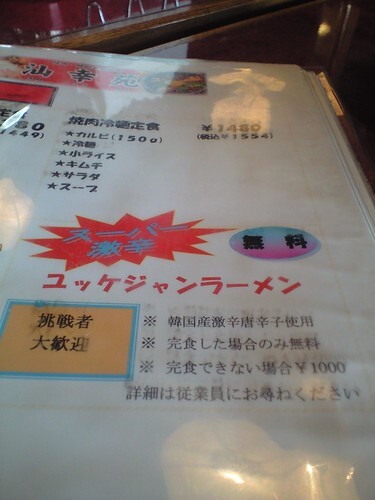 汕幸苑
焼肉冷麺定食 ¥1480
(税込¥1554)
★カルビ(150g)
★冷麺
★小ライス
★キムチ
★サラダ
★スープ
スーパー
激辛
無料
ユッケジャンラーメン
挑戦者
大歓迎
※ 韓国産激辛唐辛子使用
※ 完食した場合のみ無料
※ 完食できない場合¥1000
詳細は従業員にお尋ねください